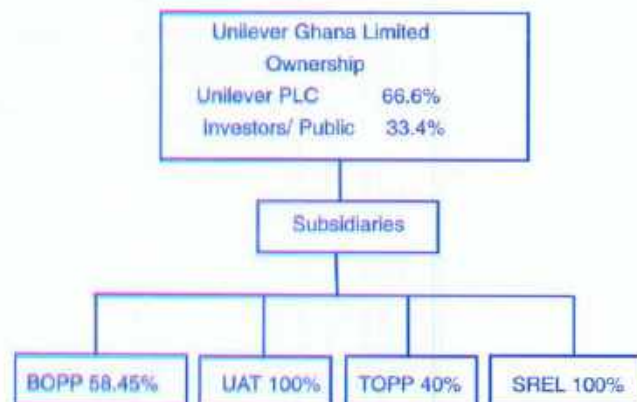 Unilever Ghana Limited
Ownership
Unilever PLC 66.6%
Investors/ Public 33.4%
Subsidiaries
BOPP 58.45%
UAT 100%
TOPP 40%
SREL 100%